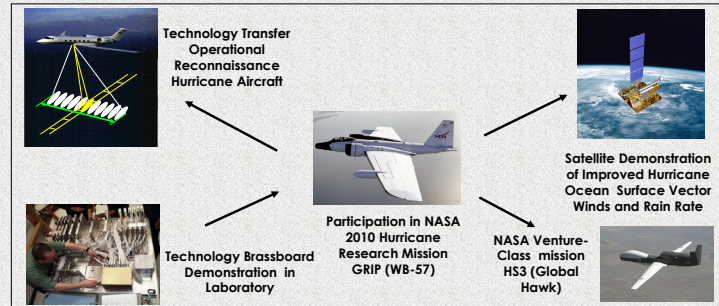 Technology Transfer
Operational
Reconnaissance
Hurricane Aircraft
Satellite Demonstration
of Improved Hurricane
Ocean Surface Vector
Winds and Rain Rate
Technology Brassboard
Demonstration in
Laboratory
Participation in NASA
2010 Hurricane
Research Mission
GRIP (WB-57)
NASA Venture-
Class mission
HS3 (Global
Hawk)